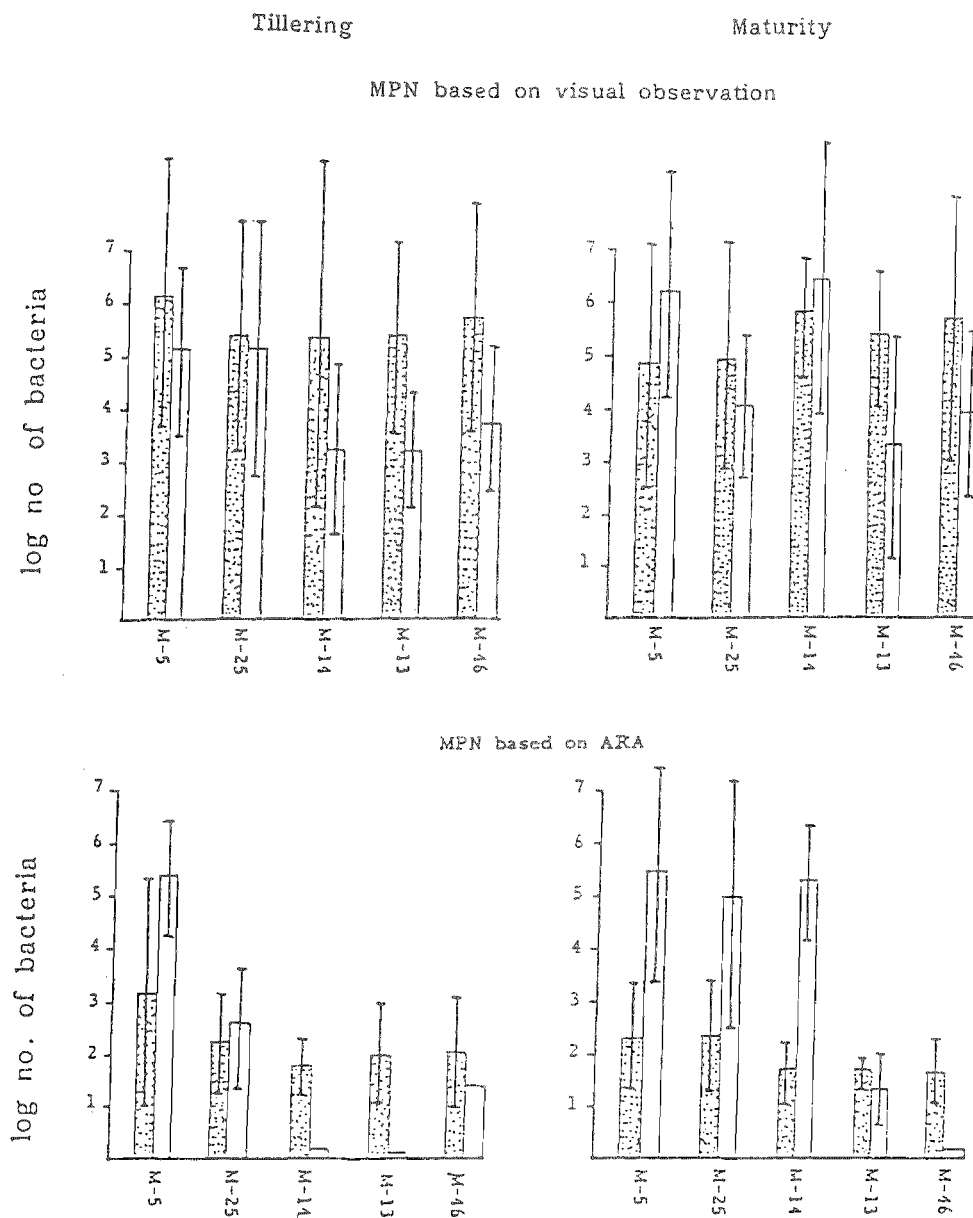 Tillering Maturity
MPN based on visual observation
log no of bacteria
7 7
6 6
5 5
4 4
3 3
2 2
1 1
M-5 M-25 M-14 M-13 M-46 M-5 M-25 M-14 M-13 M-46
MPN based on ARA
log no. of bacteria
7 7
6 6
5 5
4 4
3 3
2 2
1 1
M-5 M-25 M-14 M-13 M-46 M-5 M-25 M-14 M-13 M-46